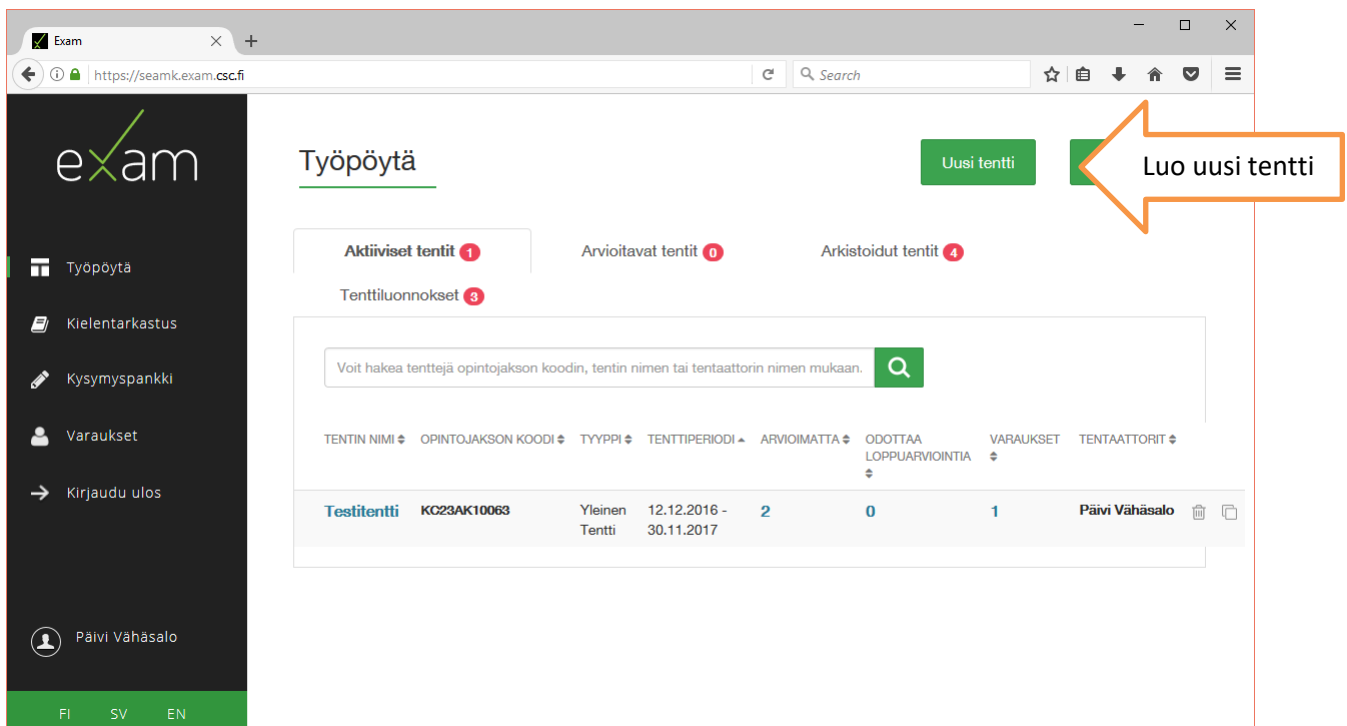 Exam
https://seamk.exam.csc.fi
Search
exam
Työpöytä
Uusi tentti
Luo uusi tentti
Aktiiviset tentit 1
Arvioitavat tentit 0
Arkistoidut tentit 4
Tenttiluonnokset 3
Työpöytä
Kielentarkastus
Kysymyspankki
Varaukset
Kirjaudu ulos
Voit hakea tenttejä opintojakson koodin, tentin nimen tai tentaattorin nimen mukaan.
TENTIN NIMI OPINTOJAKSON KOODI TYYPPI TENTTIPERIODI ARVIOIMATTA ODOTTAA VARAUKSET TENTAATTORIT
LOPPUARVIOINTIA
Testitentti KC23AK10063 Yleinen 12.12.2016 - 2 0 1 Päivi Vähäsalo
Tentti 30.11.2017
Päivi Vähäsalo
FI SV EN